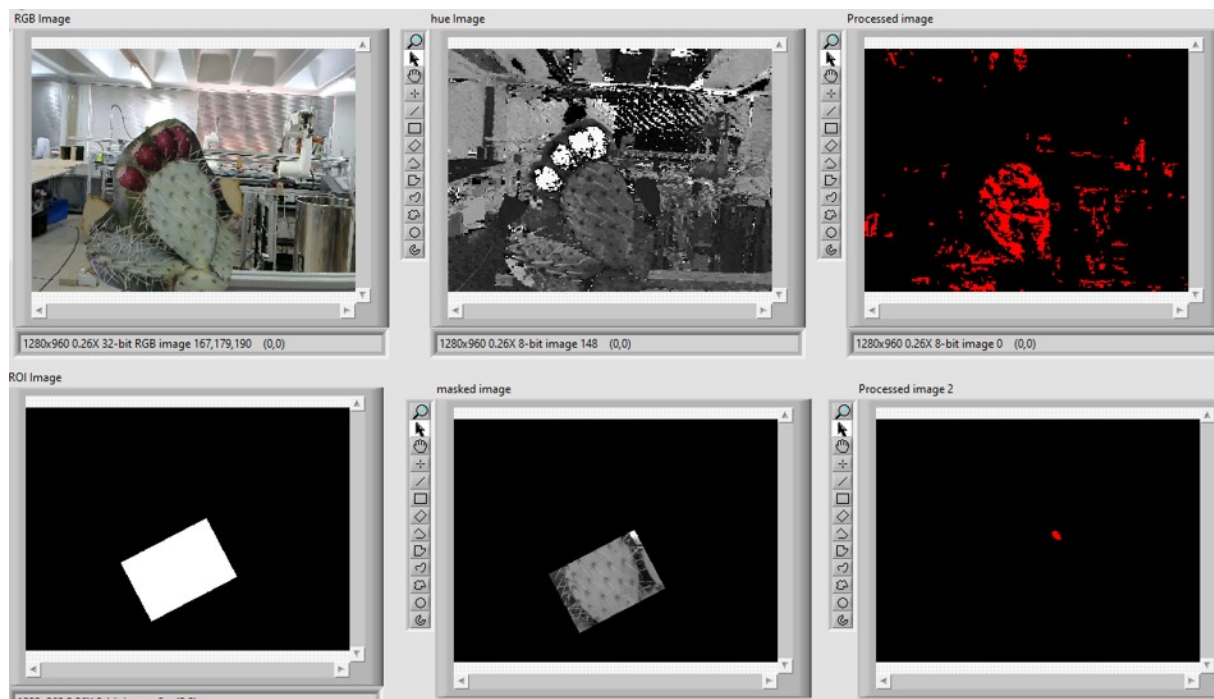 RGB Image
hue Image
Processed image
1280x960 0.26X 32-bit RGB image 167,179,190 (0,0)
1280x960 0.26X 8-bit image 148 (0,0)
1280x960 0.26X 8-bit image 0 (0,0)
ROI Image
masked image
Processed image 2